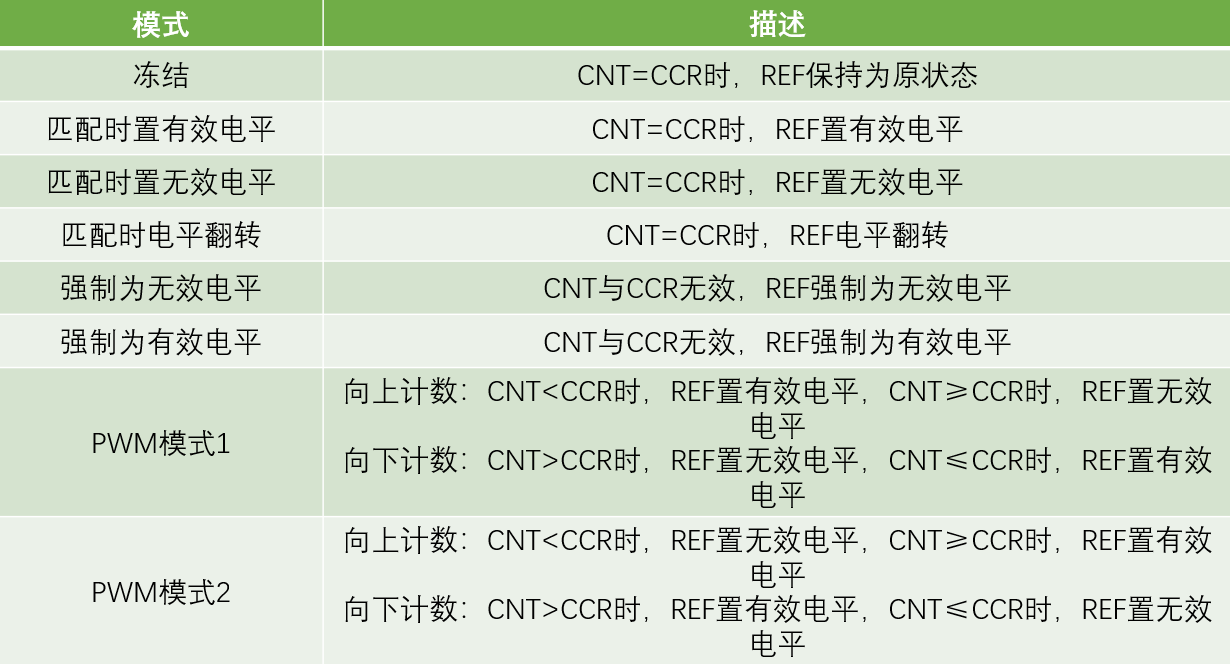 模式
描述
冻结
CNT=CCR时，REF保持为原状态
匹配时置有效电平
CNT=CCR时，REF置有效电平
匹配时置无效电平
CNT=CCR时，REF置无效电平
匹配时电平翻转
CNT=CCR时，REF电平翻转
强制为无效电平
CNT与CCR无效，REF强制为无效电平
强制为有效电平
CNT与CCR无效，REF强制为有效电平
PWM模式1
向上计数：CNT<CCR时，REF置有效电平，CNT≥CCR时，REF置无效
电平
向下计数：CNT>CCR时，REF置无效电平，CNT≤CCR时，REF置有效
电平
PWM模式2
向上计数：CNT<CCR时，REF置无效电平，CNT≥CCR时，REF置有效
电平
向下计数：CNT>CCR时，REF置有效电平，CNT≤CCR时，REF置无效
电平